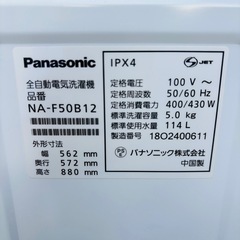 Panasonic
全自動電気洗濯機
品番
NA-F50B12
外形寸法
幅 562 mm
奥行 572 mm
高さ 880 mm
IPX4
S JET
定格電圧 100 V～
定格周波数 50/60 Hz
定格消費電力 400/430 W
標準洗濯容量 5.0 kg
標準使用水量 114 L
製造番号 1802400611
パナソニック株式会社
中国製